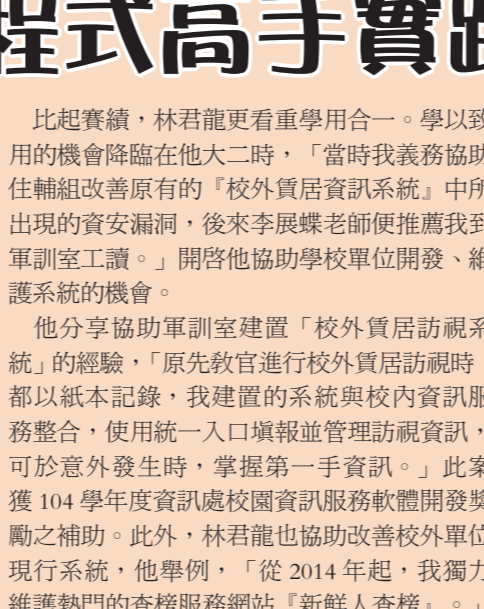 程式高手實踐
比起賽績，林君龍更看重學用合一。學以致
用的機會降臨在他大二時，「當時我義務協助
住輔組改善原有的『校外賃居資訊系統』中所
出現的資安漏洞，後來李展蝶老師便推薦我到
軍訓室工讀。」開啓他協助學校單位開發、維
護系統的機會。
他分享協助軍訓室建置「校外賃居訪視系
統」的經驗，「原先教官進行校外賃居訪視時，
都以紙本記錄，我建置的系統與校內資訊服
務整合，使用統一入口填報並管理訪視資訊，
可於意外發生時，掌握第一手資訊。」此案
獲 104 學年度資訊處校園資訊服務軟體開發獎
勵之補助。此外，林君龍也協助改善校外單位
現行系統，他舉例，「從 2014 年起，我獨力
維護熱門的查榜服務網站『新鮮人查榜』。」